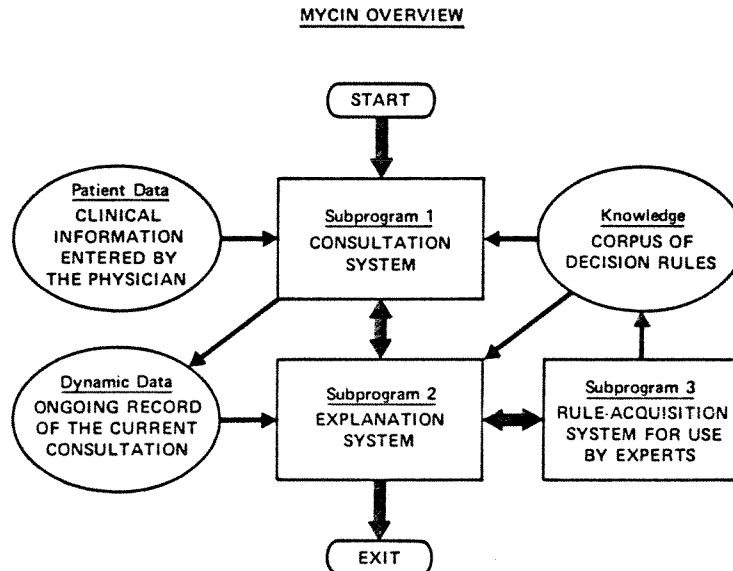 MYCIN OVERVIEW
START
Patient Data
CLINICAL
INFORMATION
ENTERED BY
THE PHYSICIAN
Subprogram 1
CONSULTATION
SYSTEM
Knowledge
CORPUS OF
DECISION RULES
Dynamic Data
ONGOING RECORD
OF THE CURRENT
CONSULTATION
Subprogram 2
EXPLANATION
SYSTEM
Subprogram 3
RULE-ACQUISITION
SYSTEM FOR USE
BY EXPERTS
EXIT